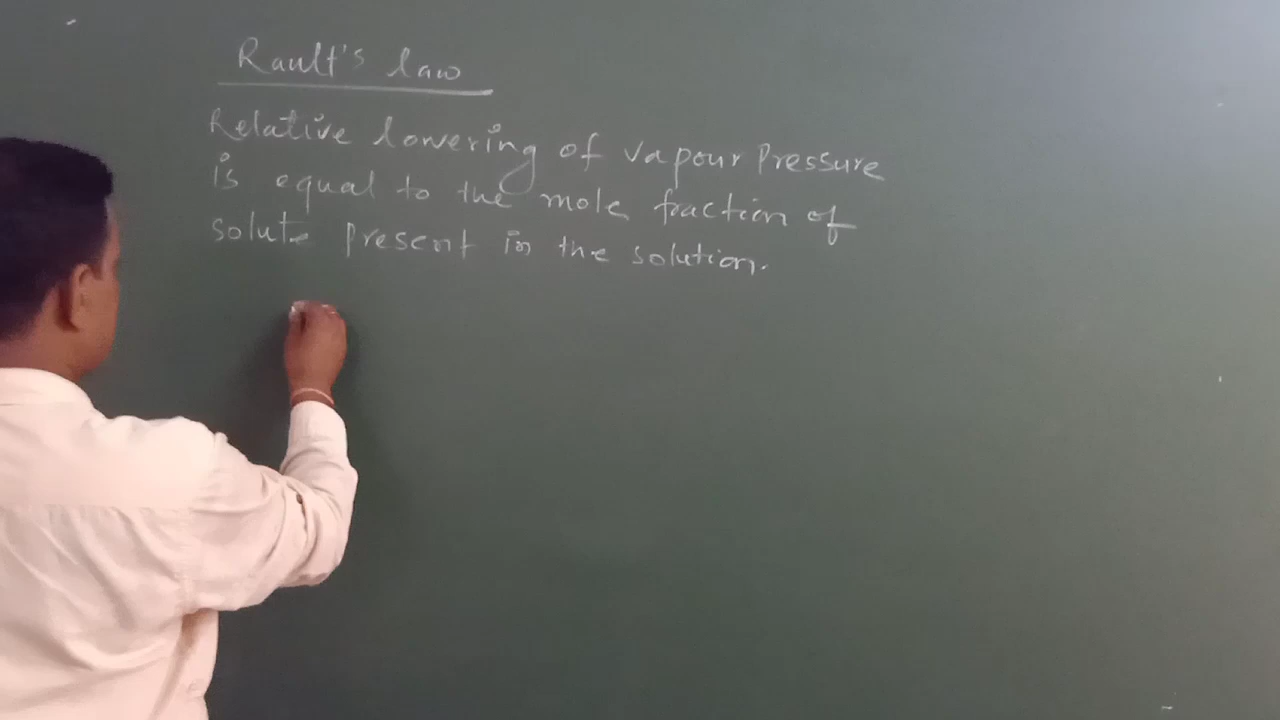 Rault's law
Relative lowering of vapour Pressure
is equal to the mole fraction of
solute present in the solution.